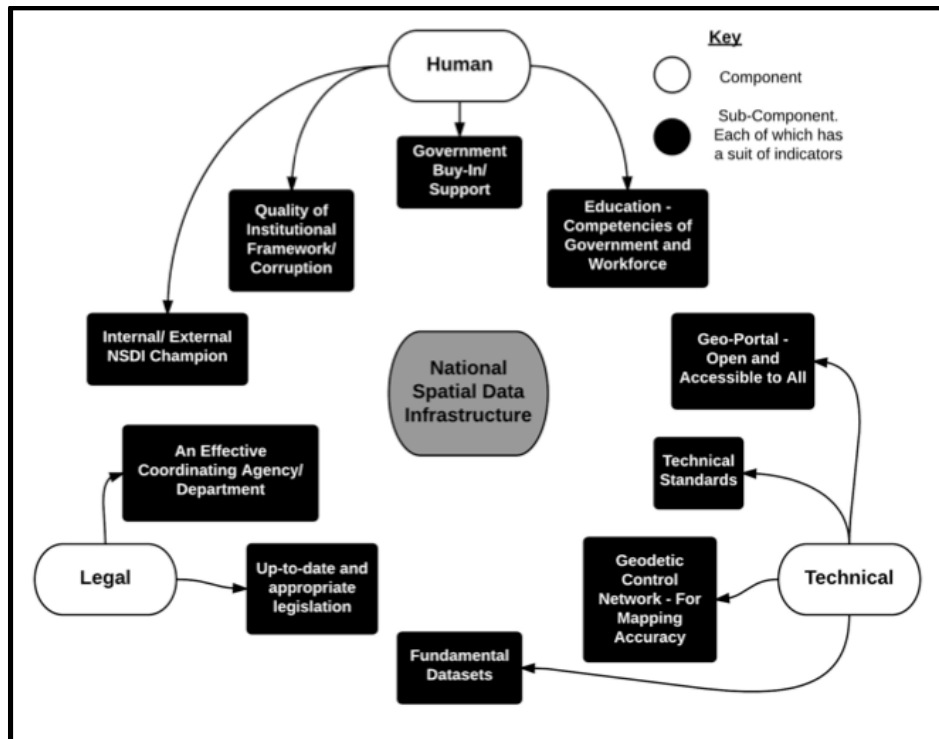 Key
Component
Sub-Component.
Each of which has
a suit of indicators
Human
Government
Buy-In/
Support
Quality of
Institutional
Framework/
Corruption
Education -
Competencies of
Government and
Workforce
Internal/ External
NSDI Champion
National
Spatial Data
Infrastructure
Geo-Portal -
Open and
Accessible to All
An Effective
Coordinating Agency/
Department
Technical
Standards
Legal
Up-to-date and
appropriate
legislation
Geodetic
Control
Network - For
Mapping
Accuracy
Technical
Fundamental
Datasets